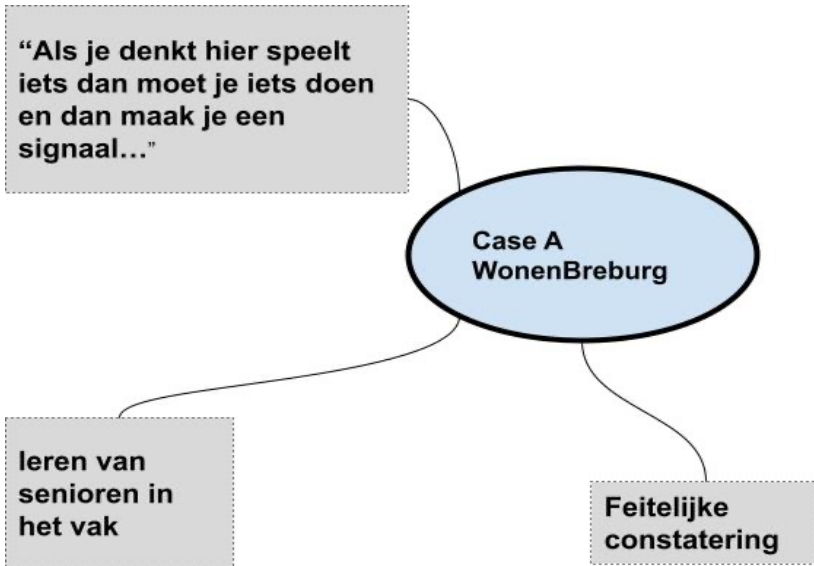 “Als je denkt hier speelt
iets dan moet je iets doen
en dan maak je een
signaal…”
Case A
WonenBreburg
leren van
senioren in
het vak
Feitelijke
constatering